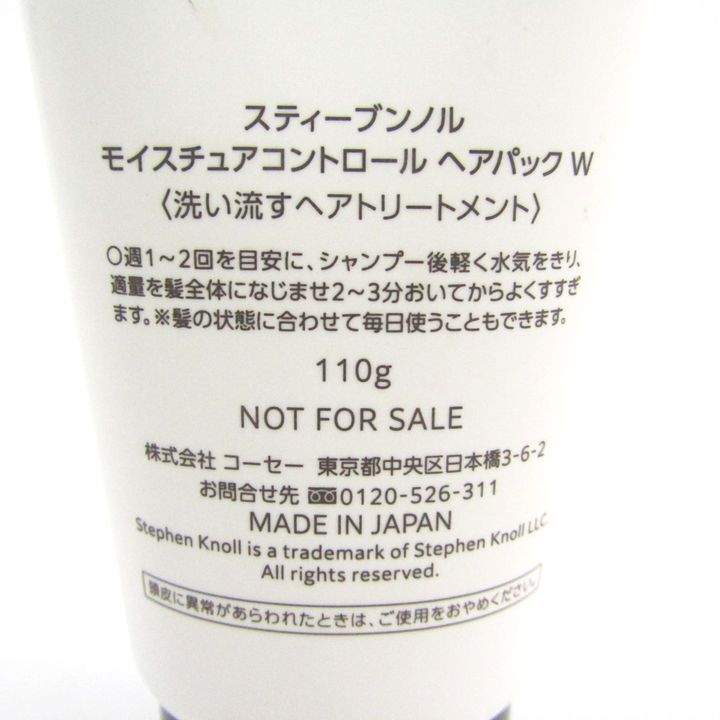 スティーブンノル
モイスチュアコントロール ヘアパック W
〈洗い流すヘアトリートメント〉
○週1～2回を目安に、シャンプー後軽く水気をきり、
適量を髪全体になじませ2～3分おいてからよくすすぎ
ます。※髪の状態に合わせて毎日使うこともできます。
110g
NOT FOR SALE
株式会社 コーセー 東京都中央区日本橋3-6-2
お問合せ先 0120-526-311
MADE IN JAPAN
Stephen Knoll is a trademark of Stephen Knoll LLC.
All rights reserved.
頭皮に異常があらわれたときは、ご使用をおやめください。